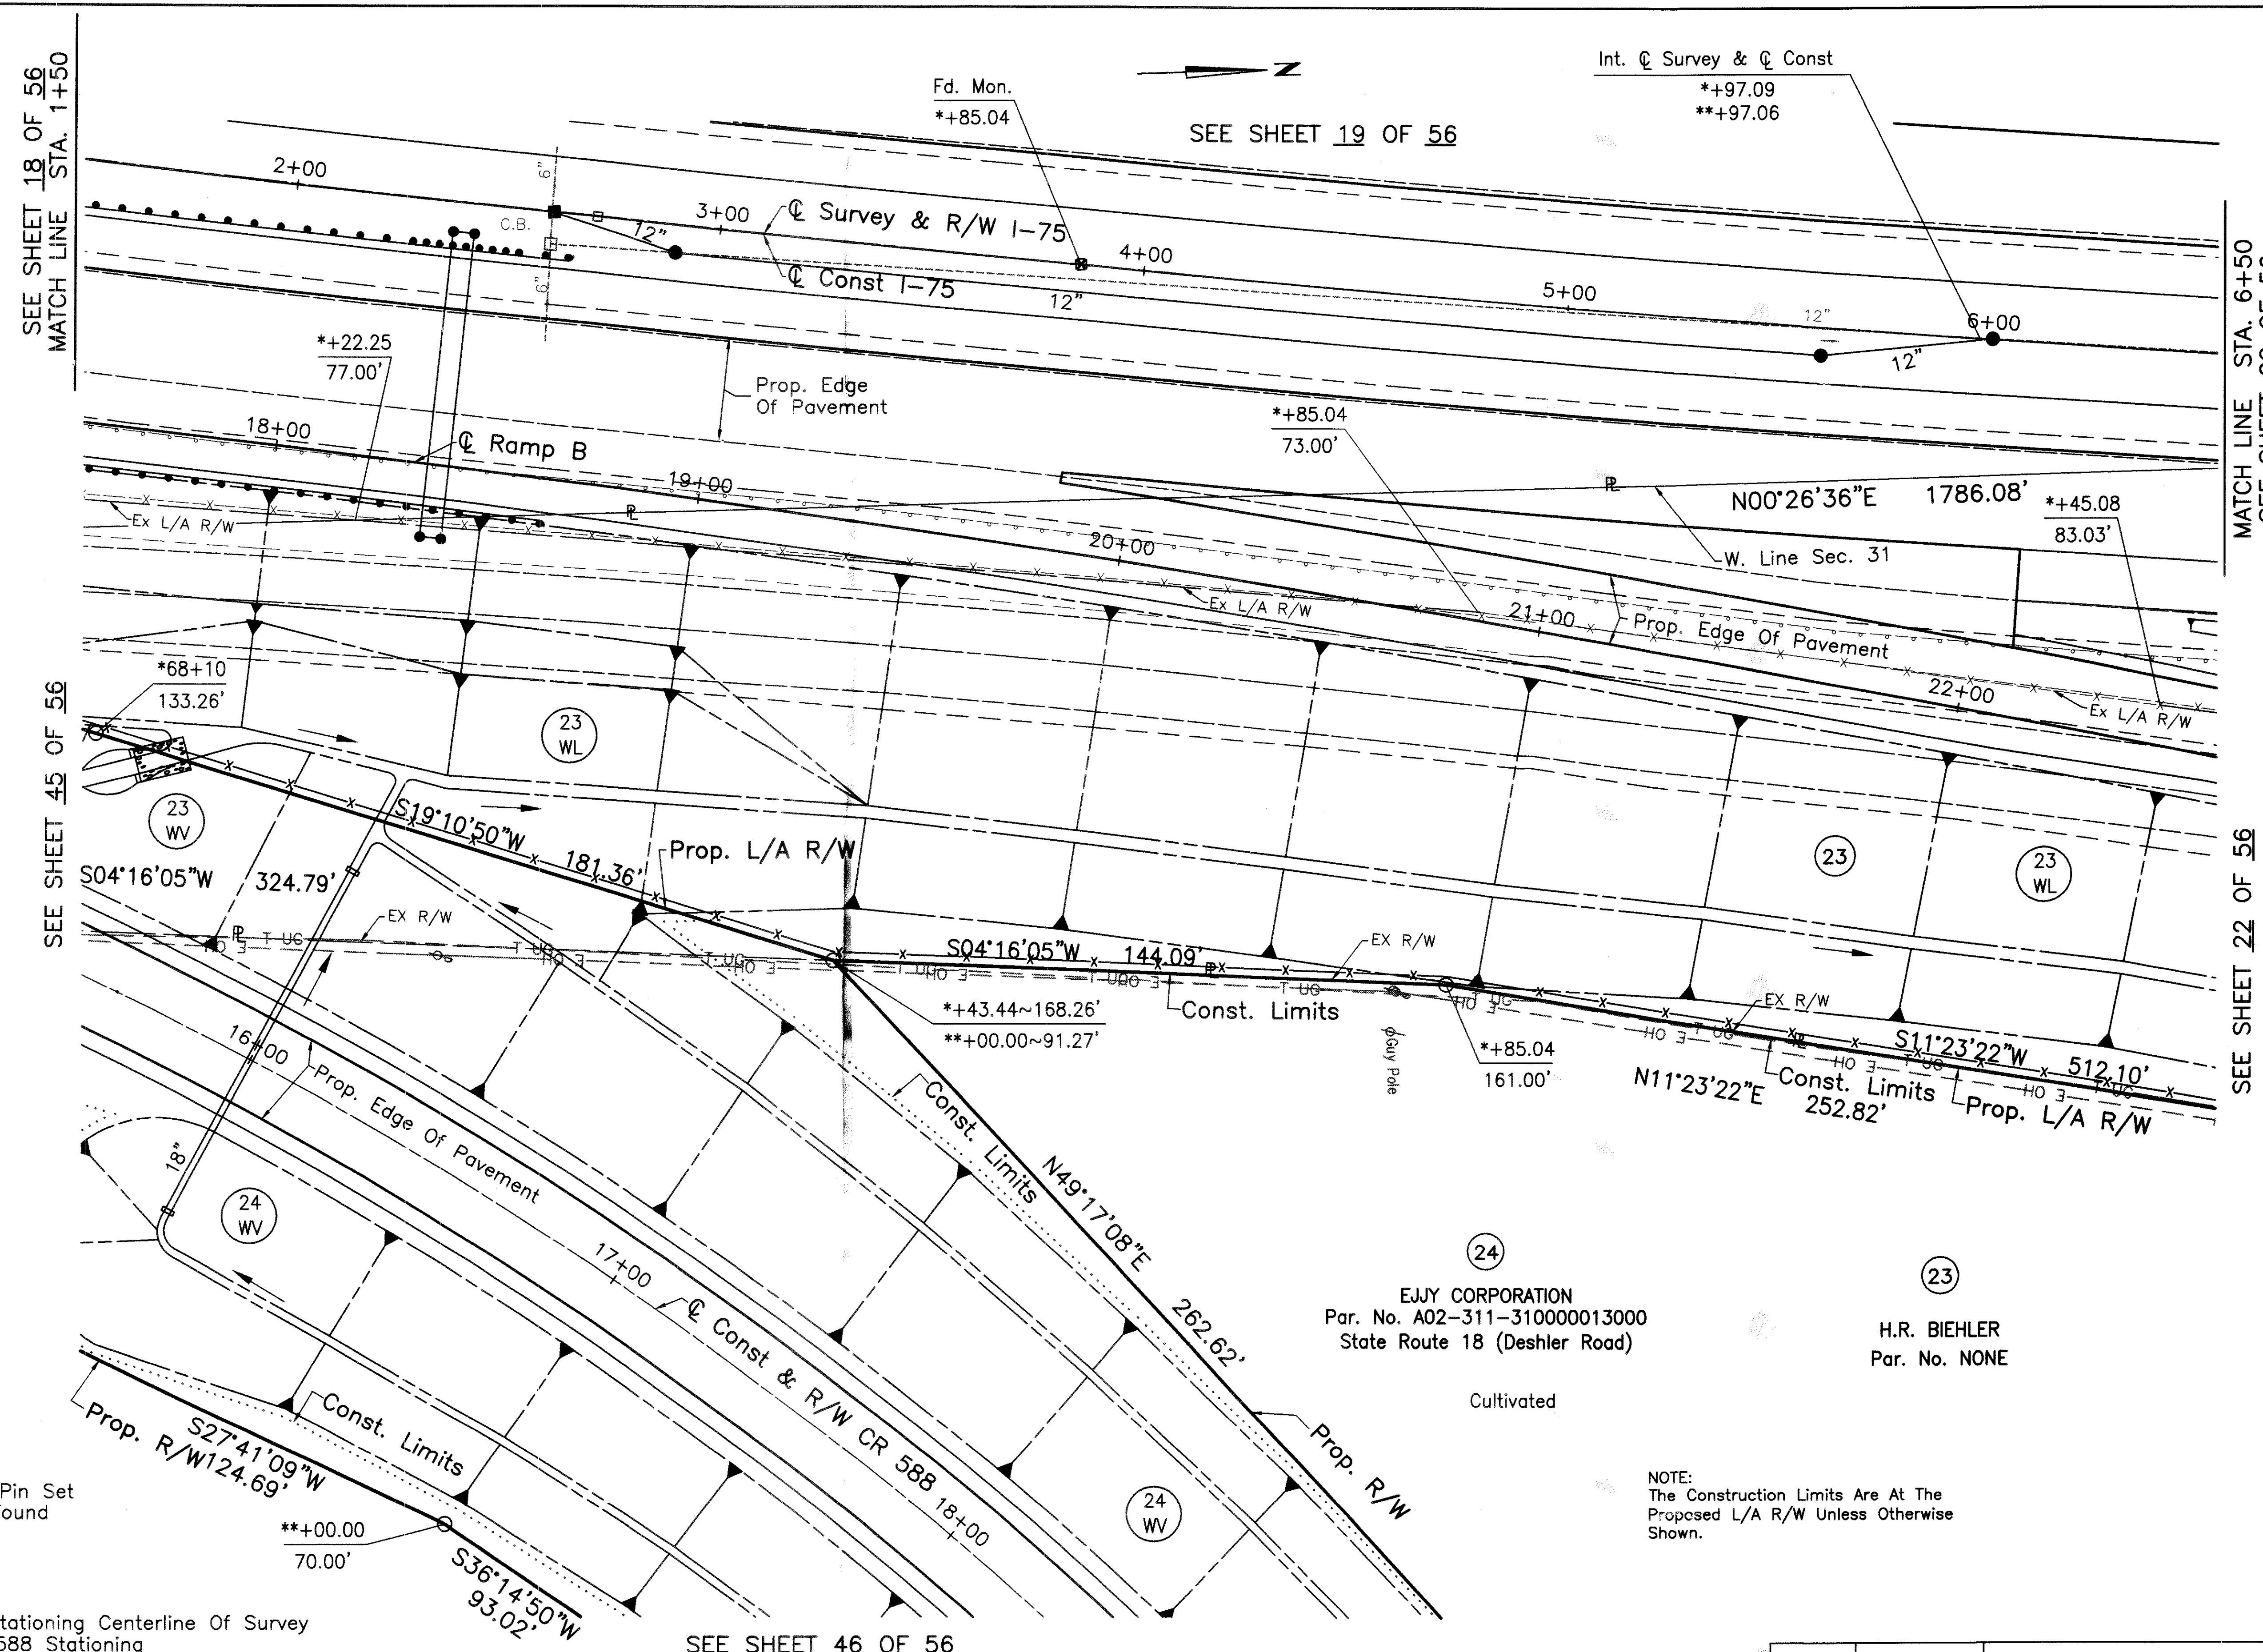 SEE SHEET 18 OF 56
MATCH LINE STA. 1+50
Fd. Mon.
*+85.04
N
SEE SHEET 19 OF 56
Int. ℄ Survey & ℄ Const
*+97.09
**+97.06
2+00
6"
C.B.
12"
3+00
℄ Survey & R/W I-75
4+00
℄ Const I-75
6"
12"
5+00
12"
6+00
12"
MATCH LINE STA. 6+50
*+22.25
77.00'
Prop. Edge
Of Pavement
18+00
℄ Ramp B
19+00
*+85.04
73.00'
℄ 
N00°26'36"E 1786.08'
*+45.08
83.03'
Ex L/A R/W
20+00
W. Line Sec. 31
Ex L/A R/W
21+00
Prop. Edge Of Pavement
22+00
Ex L/A R/W
SEE SHEET 45 OF 56
*68+10
133.26'
23
WL
23
WV
S19°10'50"W 181.36'
Prop. L/A R/W
23
23
WL
S04°16'05"W 324.79'
EX R/W
T UG
OH E
S04°16'05"W 144.09'
EX R/W
*+43.44~168.26'
**+00.00~91.27'
Const. Limits
Guy Pole
*+85.04
161.00'
EX R/W
S11°23'22"W 512.10'
N11°23'22"E 252.82'
Const. Limits
Prop. L/A R/W
SEE SHEET 22 OF 56
16+00
Prop. Edge Of Pavement
18"
24
WV
Const. Limits
N49°17'08"E 262.62'
17+00
℄ Const & R/W CR 588
18+00
24
EJJY CORPORATION
Par. No. A02-311-310000013000
State Route 18 (Deshler Road)
Cultivated
23
H.R. BIEHLER
Par. No. NONE
Prop. R/W
S27°41'09"W
124.69'
Const. Limits
Prop. R/W
24
WV
NOTE:
The Construction Limits Are At The
Proposed L/A R/W Unless Otherwise
Shown.
Pin Set
**+00.00
70.00'
S36°14'50"W
93.02'
Centerline Of Survey
588 Stationing
SEE SHEET 46 OF 56